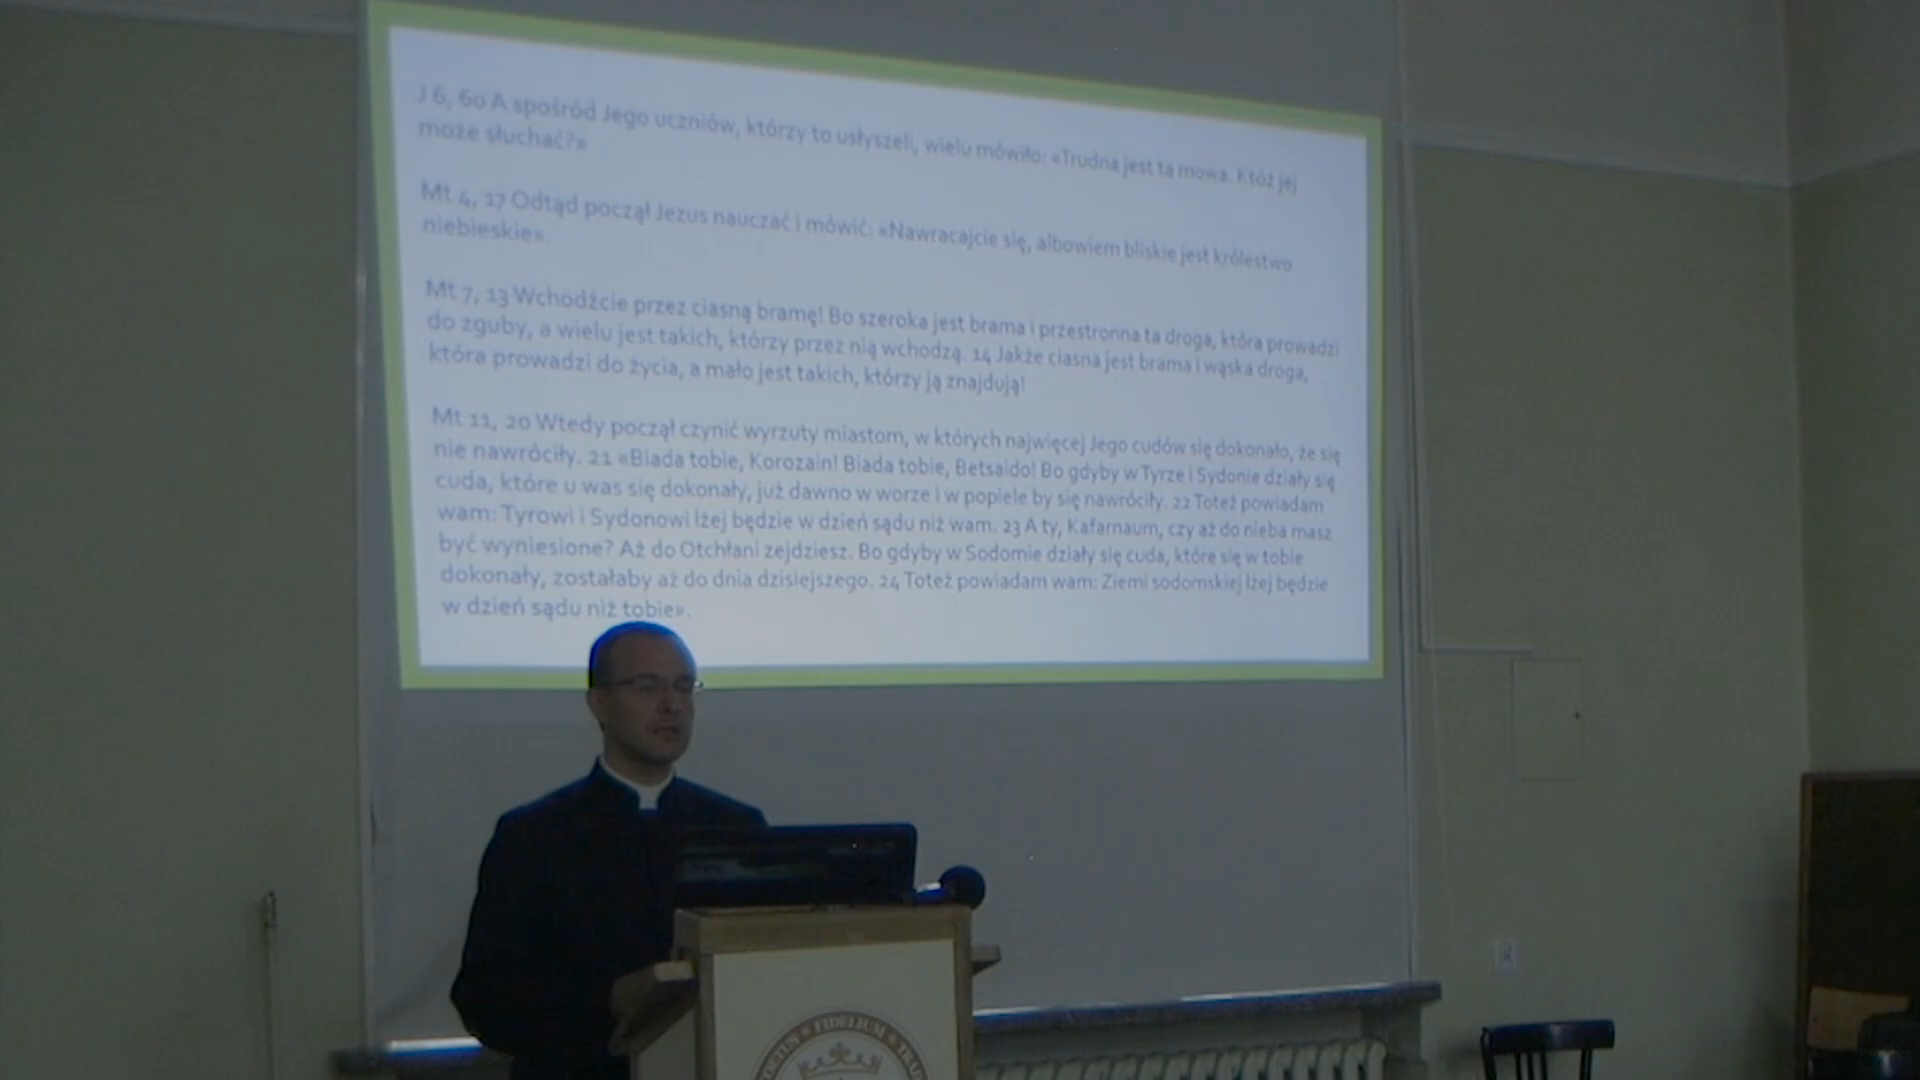 J 6, 60 A spośród Jego uczniów, którzy to usłyszeli, wielu mówiło: «Trudna jest ta mowa. Któż jej
może słuchać?»
Mt 4, 17 Odtąd począł Jezus nauczać i mówić: «Nawracajcie się, albowiem bliskie jest królestwo
niebieskie».
Mt 7, 13 Wchodźcie przez ciasną bramę! Bo szeroka jest brama i przestronna ta droga, która prowadzi
do zguby, a wielu jest takich, którzy przez nią wchodzą. 14 Jakże ciasna jest brama i wąska droga,
która prowadzi do życia, a mało jest takich, którzy ją znajdują!
Mt 11, 20 Wtedy począł czynić wyrzuty miastom, w których najwięcej Jego cudów się dokonało, że się
nie nawróciły. 21 «Biada tobie, Korozain! Biada tobie, Betsaido! Bo gdyby w Tyrze i Sydonie działy się
cuda, które u was się dokonały, już dawno w worze i w popiele by się nawróciły. 22 Toteż powiadam
wam: Tyrowi i Sydonowi lżej będzie w dzień sądu niż wam. 23 A ty, Kafarnaum, czy aż do nieba masz
być wyniesione? Aż do Otchłani zejdziesz. Bo gdyby w Sodomie działy się cuda, które się w tobie
dokonały, zostałaby aż do dnia dzisiejszego. 24 Toteż powiadam wam: Ziemi sodomskiej lżej będzie
w dzień sądu niż tobie».
FIDELIUM